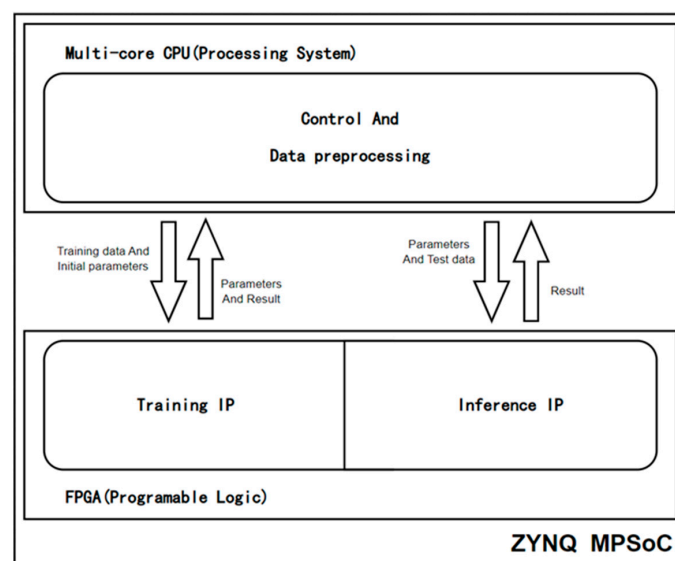 Multi-core CPU(Processing System)
Control And
Data preprocessing
Training data And
Initial parameters
Parameters
And Result
Parameters
And Test data
Result
Training IP
Inference IP
FPGA(Programable Logic)
ZYNQ MPSoC